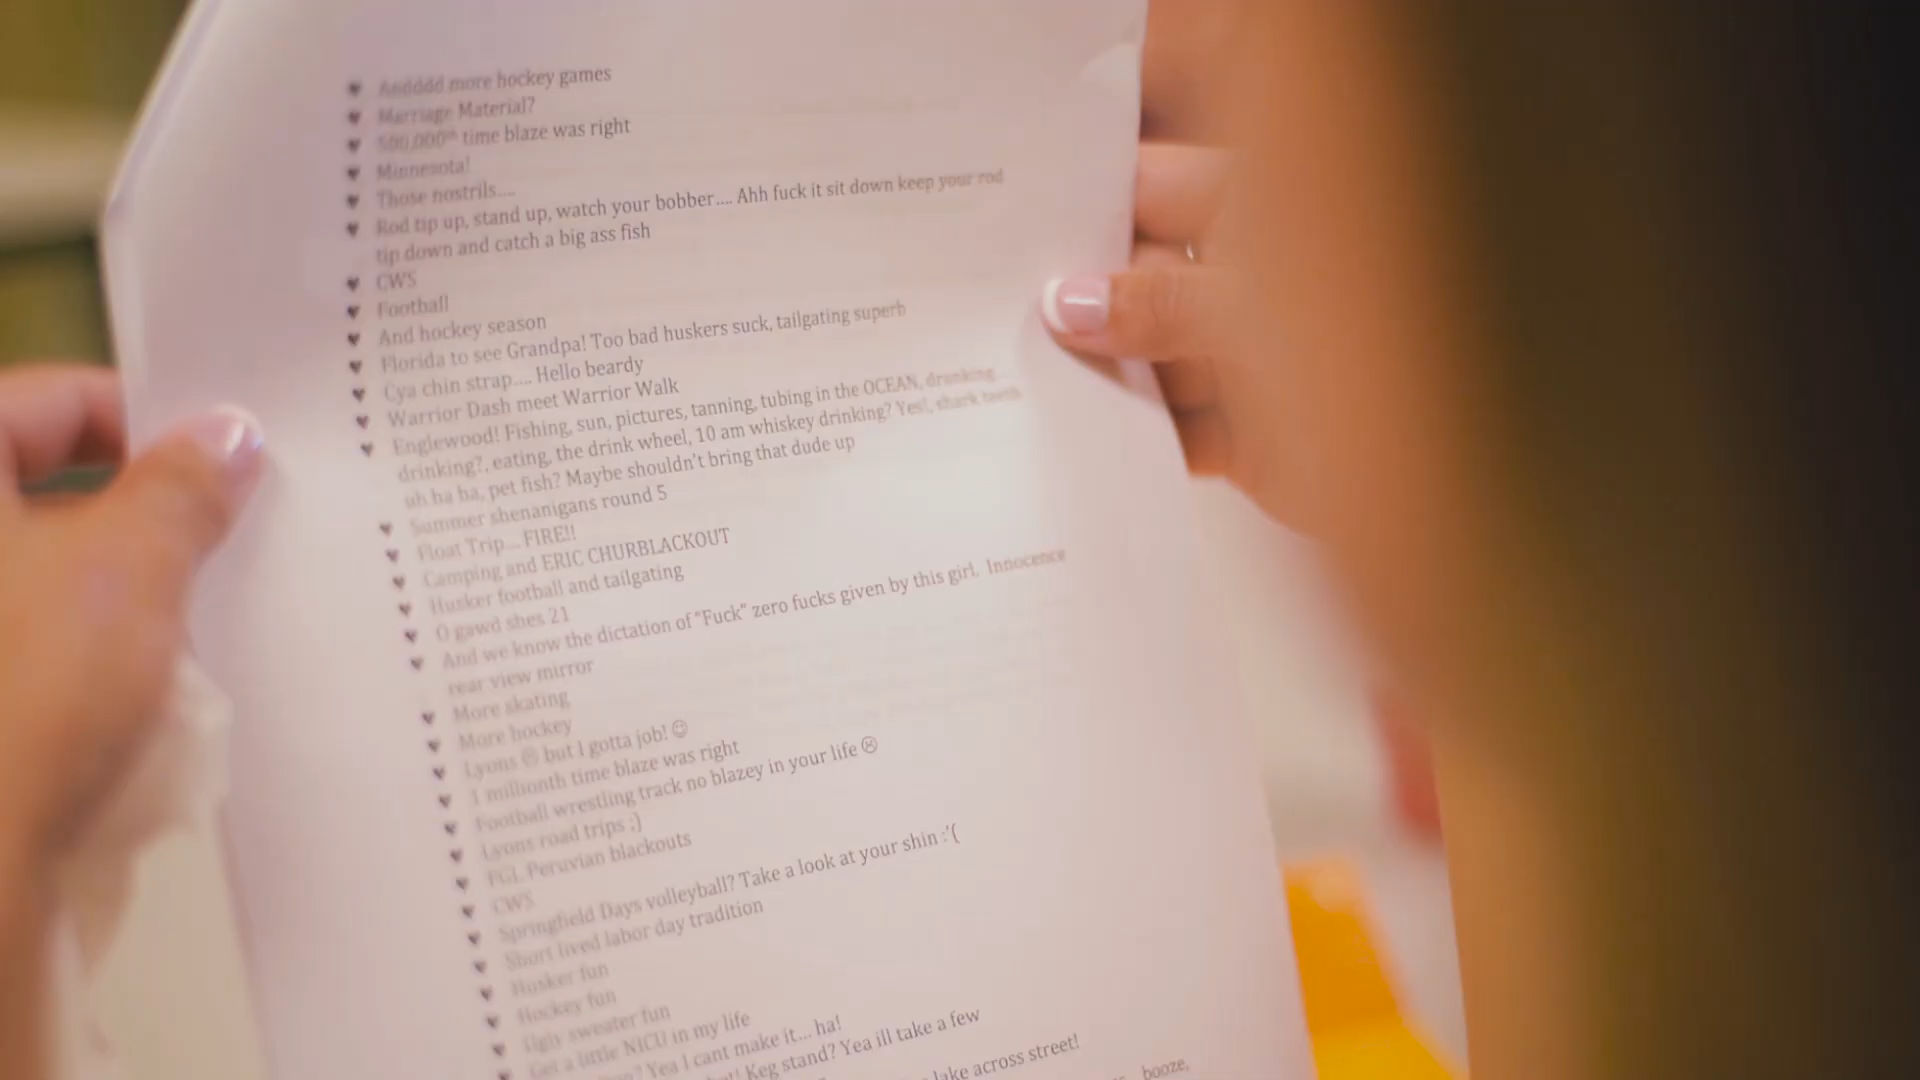 ♥ Andddd more hockey games
♥ Marriage Material?
♥ 500,000th time blaze was right
♥ Minnesota!
♥ Those nostrils....
♥ Rod tip up, stand up, watch your bobber.... Ahh fuck it sit down keep your rod
tip down and catch a big ass fish
♥ CWS
♥ Football
♥ And hockey season
♥ Florida to see Grandpa! Too bad huskers suck, tailgating superb
♥ Cya chin strap.... Hello beardy
♥ Warrior Dash meet Warrior Walk
♥ Englewood! Fishing, sun, pictures, tanning, tubing in the OCEAN, drunking
drinking?, eating, the drink wheel, 10 am whiskey drinking? Yes!, shark teeth
uh ha ha, pet fish? Maybe shouldn't bring that dude up
♥ Summer shenanigans round 5
♥ Float Trip... FIRE!!
♥ Camping and ERIC CHURBLACKOUT
♥ Husker football and tailgating
♥ O gawd shes 21
♥ And we know the dictation of "Fuck" zero fucks given by this girl. Innocence
rear view mirror
♥ More skating
♥ More hockey
♥ Lyons ☹ but I gotta job! ☺
♥ 1 millionth time blaze was right
♥ Football wrestling track no blazey in your life ☹
♥ Lyons road trips ;)
♥ FGL Peruvian blackouts
♥ CWS
♥ Springfield Days volleyball? Take a look at your shin :'(
♥ Short lived labor day tradition
♥ Husker fun
♥ Hockey fun
♥ Ugly sweater fun
♥ Get a little NICU in my life
Yea I cant make it... ha!
Keg stand? Yea ill take a few
lake across street!
booze,